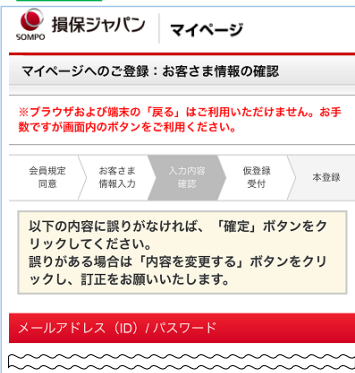 SOMPO 損保ジャパン マイページ
マイページへのご登録：お客さま情報の確認
※ブラウザおよび端末の「戻る」はご利用いただけません。お手
数ですが画面内のボタンをご利用ください。
会員規定
同意
お客さま
情報入力
入力内容
確認
仮登録
受付
本登録
以下の内容に誤りがなければ、「確定」ボタンをク
リックしてください。
誤りがある場合は「内容を変更する」ボタンをクリ
ックし、訂正をお願いいたします。
メールアドレス（ID）/ パスワード